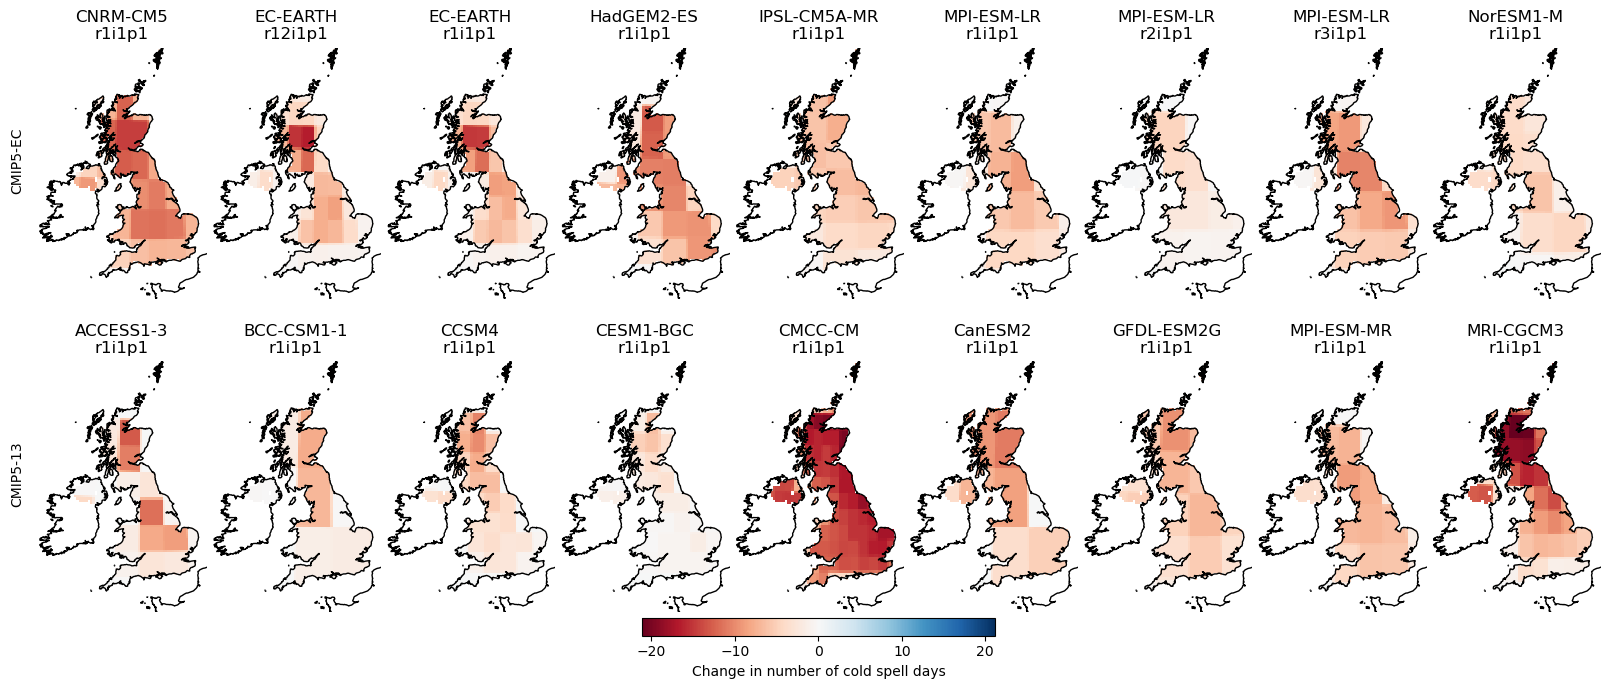 CNRM-CM5
r1i1p1
EC-EARTH
r12i1p1
EC-EARTH
r1i1p1
HadGEM2-ES
r1i1p1
IPSL-CM5A-MR
r1i1p1
MPI-ESM-LR
r1i1p1
MPI-ESM-LR
r2i1p1
MPI-ESM-LR
r3i1p1
NorESM1-M
r1i1p1
CMIP5-EC
ACCESS1-3
r1i1p1
BCC-CSM1-1
r1i1p1
CCSM4
r1i1p1
CESM1-BGC
r1i1p1
CMCC-CM
r1i1p1
CanESM2
r1i1p1
GFDL-ESM2G
r1i1p1
MPI-ESM-MR
r1i1p1
MRI-CGCM3
r1i1p1
CMIP5-13
−20 −10 0 10 20
Change in number of cold spell days